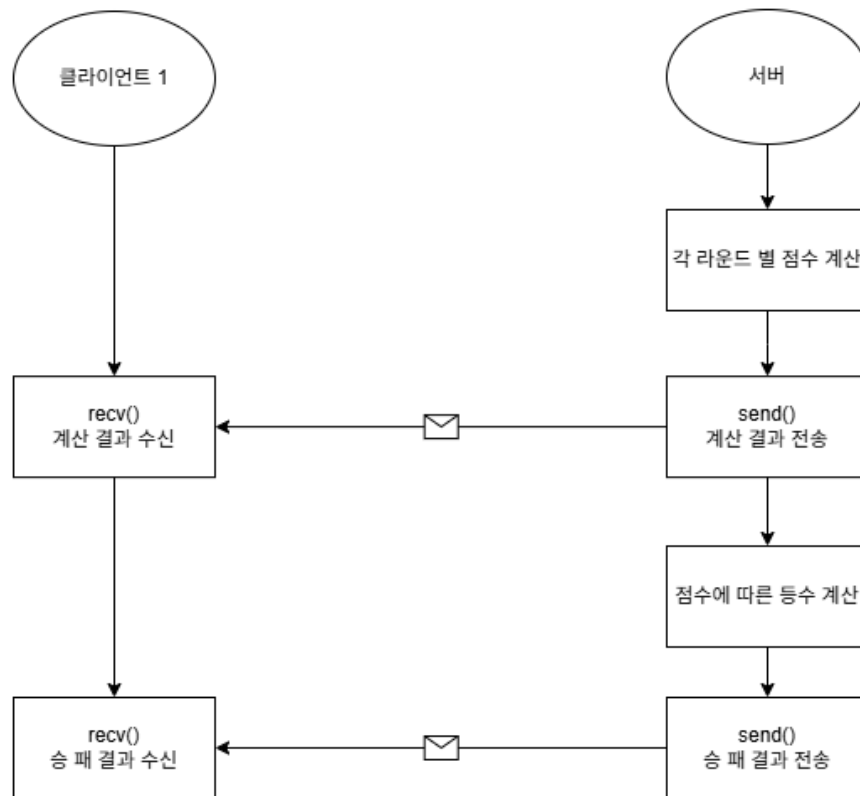 클라이언트 1
서버
각 라운드 별 점수 계산
recv()
계산 결과 수신
send()
계산 결과 전송
점수에 따른 등수 계산
recv()
승 패 결과 수신
send()
승 패 결과 전송